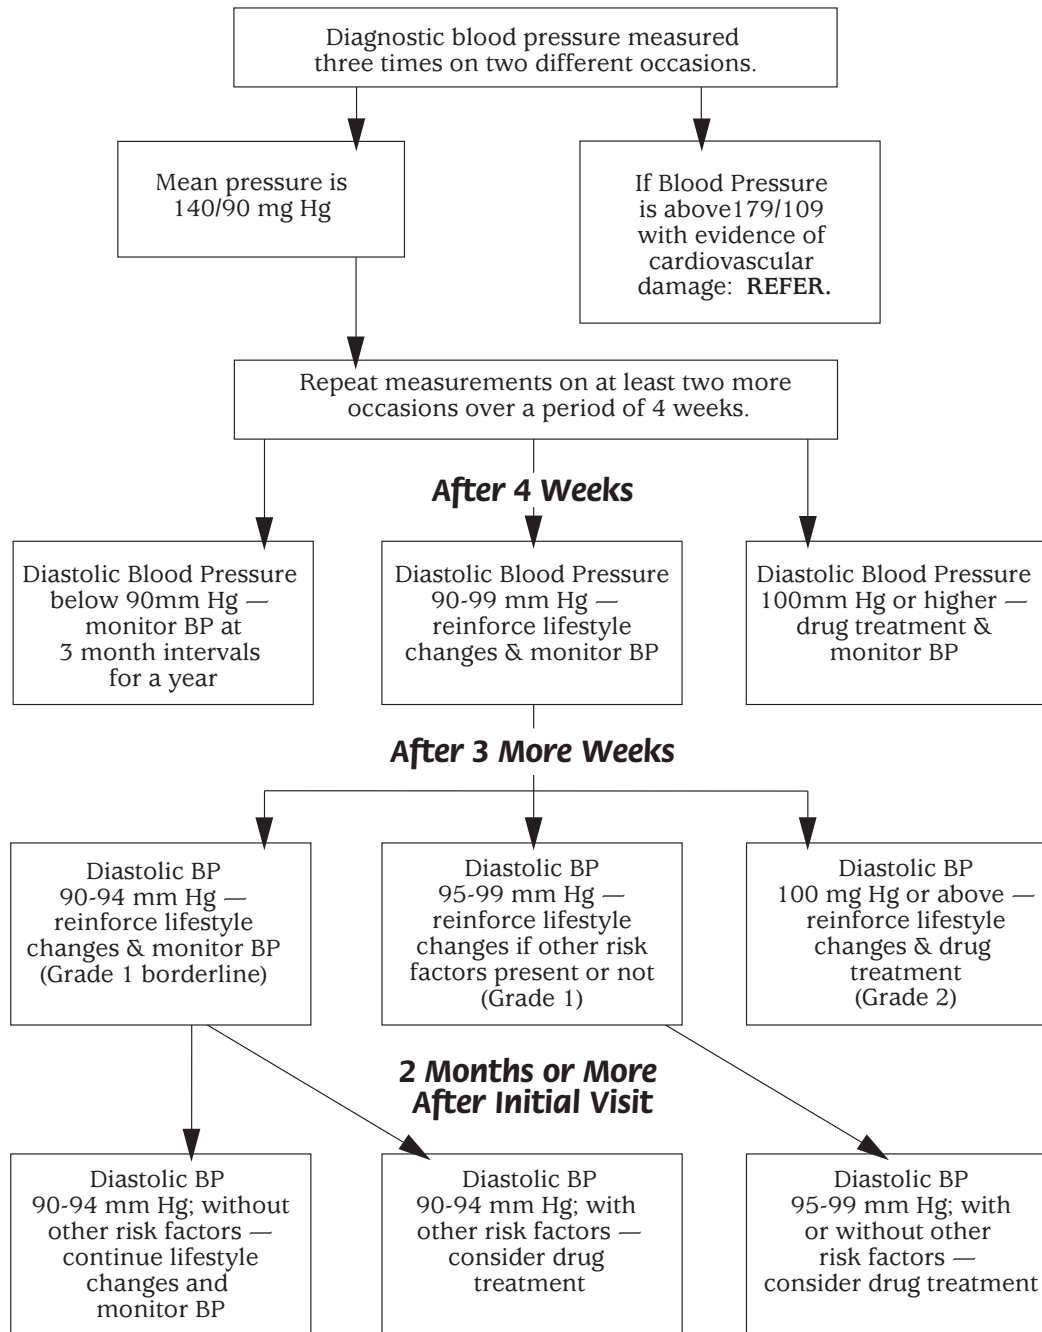 Diagnostic blood pressure measured
three times on two different occasions.
Mean pressure is
140/90 mg Hg
If Blood Pressure
is above179/109
with evidence of
cardiovascular
damage: REFER.
Repeat measurements on at least two more
occasions over a period of 4 weeks.
After 4 Weeks
Diastolic Blood Pressure
below 90mm Hg —
monitor BP at
3 month intervals
for a year
Diastolic Blood Pressure
90-99 mm Hg —
reinforce lifestyle
changes & monitor BP
Diastolic Blood Pressure
100mm Hg or higher —
drug treatment &
monitor BP
After 3 More Weeks
Diastolic BP
90-94 mm Hg —
reinforce lifestyle
changes & monitor BP
(Grade 1 borderline)
Diastolic BP
95-99 mm Hg —
reinforce lifestyle
changes if other risk
factors present or not
(Grade 1)
Diastolic BP
100 mg Hg or above —
reinforce lifestyle
changes & drug
treatment
(Grade 2)
2 Months or More
After Initial Visit
Diastolic BP
90-94 mm Hg; without
other risk factors —
continue lifestyle
changes and
monitor BP
Diastolic BP
90-94 mm Hg; with
other risk factors —
consider drug
treatment
Diastolic BP
95-99 mm Hg; with
or without other
risk factors —
consider drug treatment